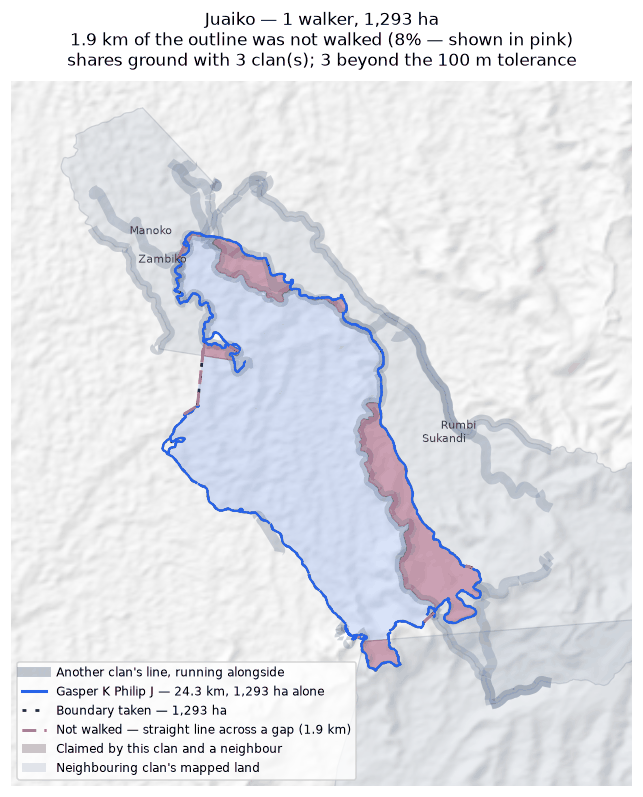 Juaiko — 1 walker, 1,293 ha
1.9 km of the outline was not walked (8% — shown in pink)
shares ground with 3 clan(s); 3 beyond the 100 m tolerance
Manoko
Zambiko
Rumbi
Sukandi
Another clan's line, running alongside
Gasper K Philip J — 24.3 km, 1,293 ha alone
Boundary taken — 1,293 ha
Not walked — straight line across a gap (1.9 km)
Claimed by this clan and a neighbour
Neighbouring clan's mapped land